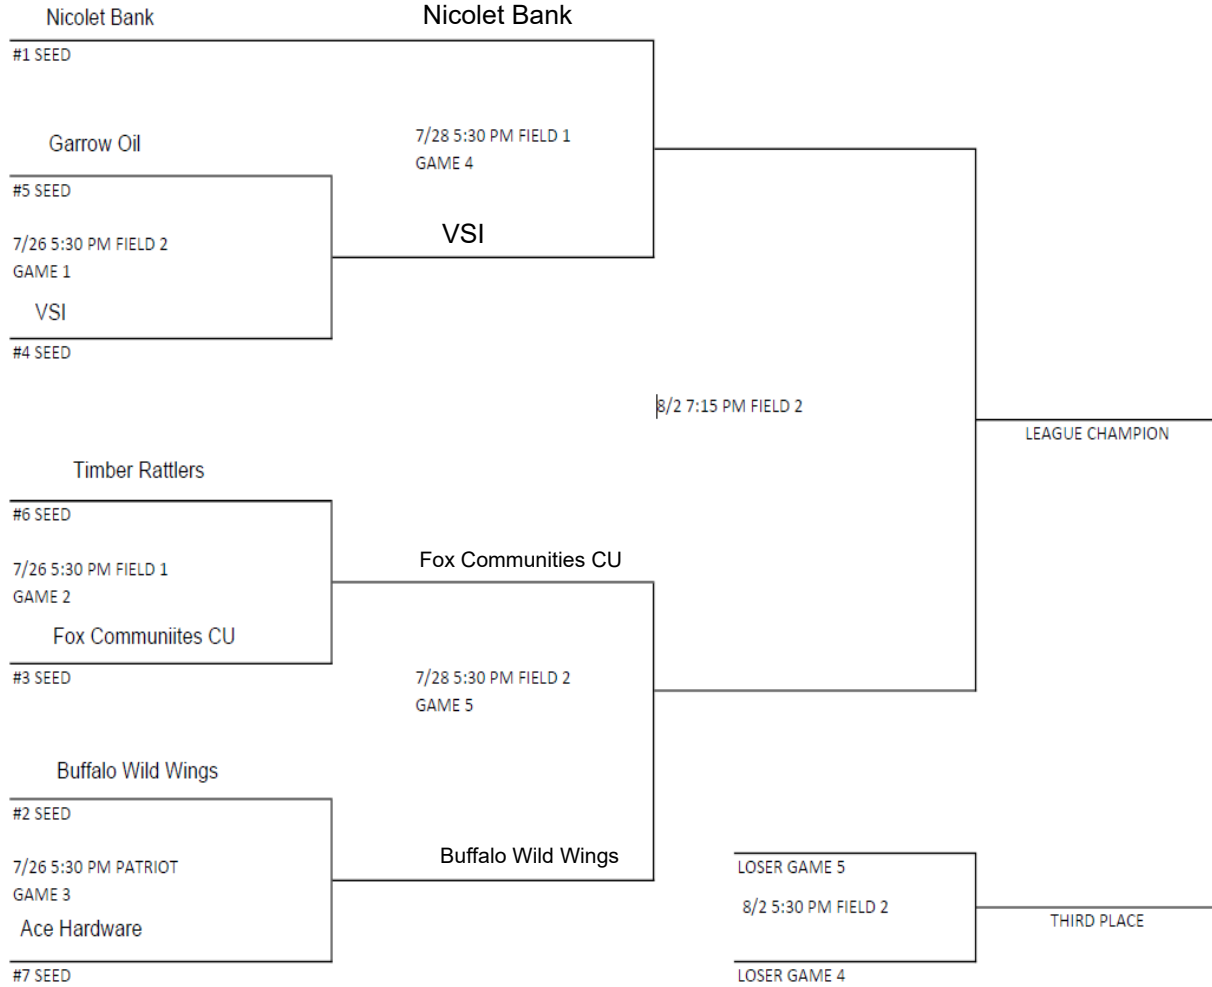 Nicolet Bank
Nicolet Bank
#1 SEED
Garrow Oil
7/28 5:30 PM FIELD 1
GAME 4
#5 SEED
7/26 5:30 PM FIELD 2
GAME 1
VSI
VSI
#4 SEED
8/2 7:15 PM FIELD 2
LEAGUE CHAMPION
Timber Rattlers
#6 SEED
7/26 5:30 PM FIELD 1
GAME 2
Fox Communities CU
Fox Communiites CU
#3 SEED
7/28 5:30 PM FIELD 2
GAME 5
Buffalo Wild Wings
#2 SEED
7/26 5:30 PM PATRIOT
GAME 3
Buffalo Wild Wings
Ace Hardware
#7 SEED
LOSER GAME 5
8/2 5:30 PM FIELD 2
THIRD PLACE
LOSER GAME 4